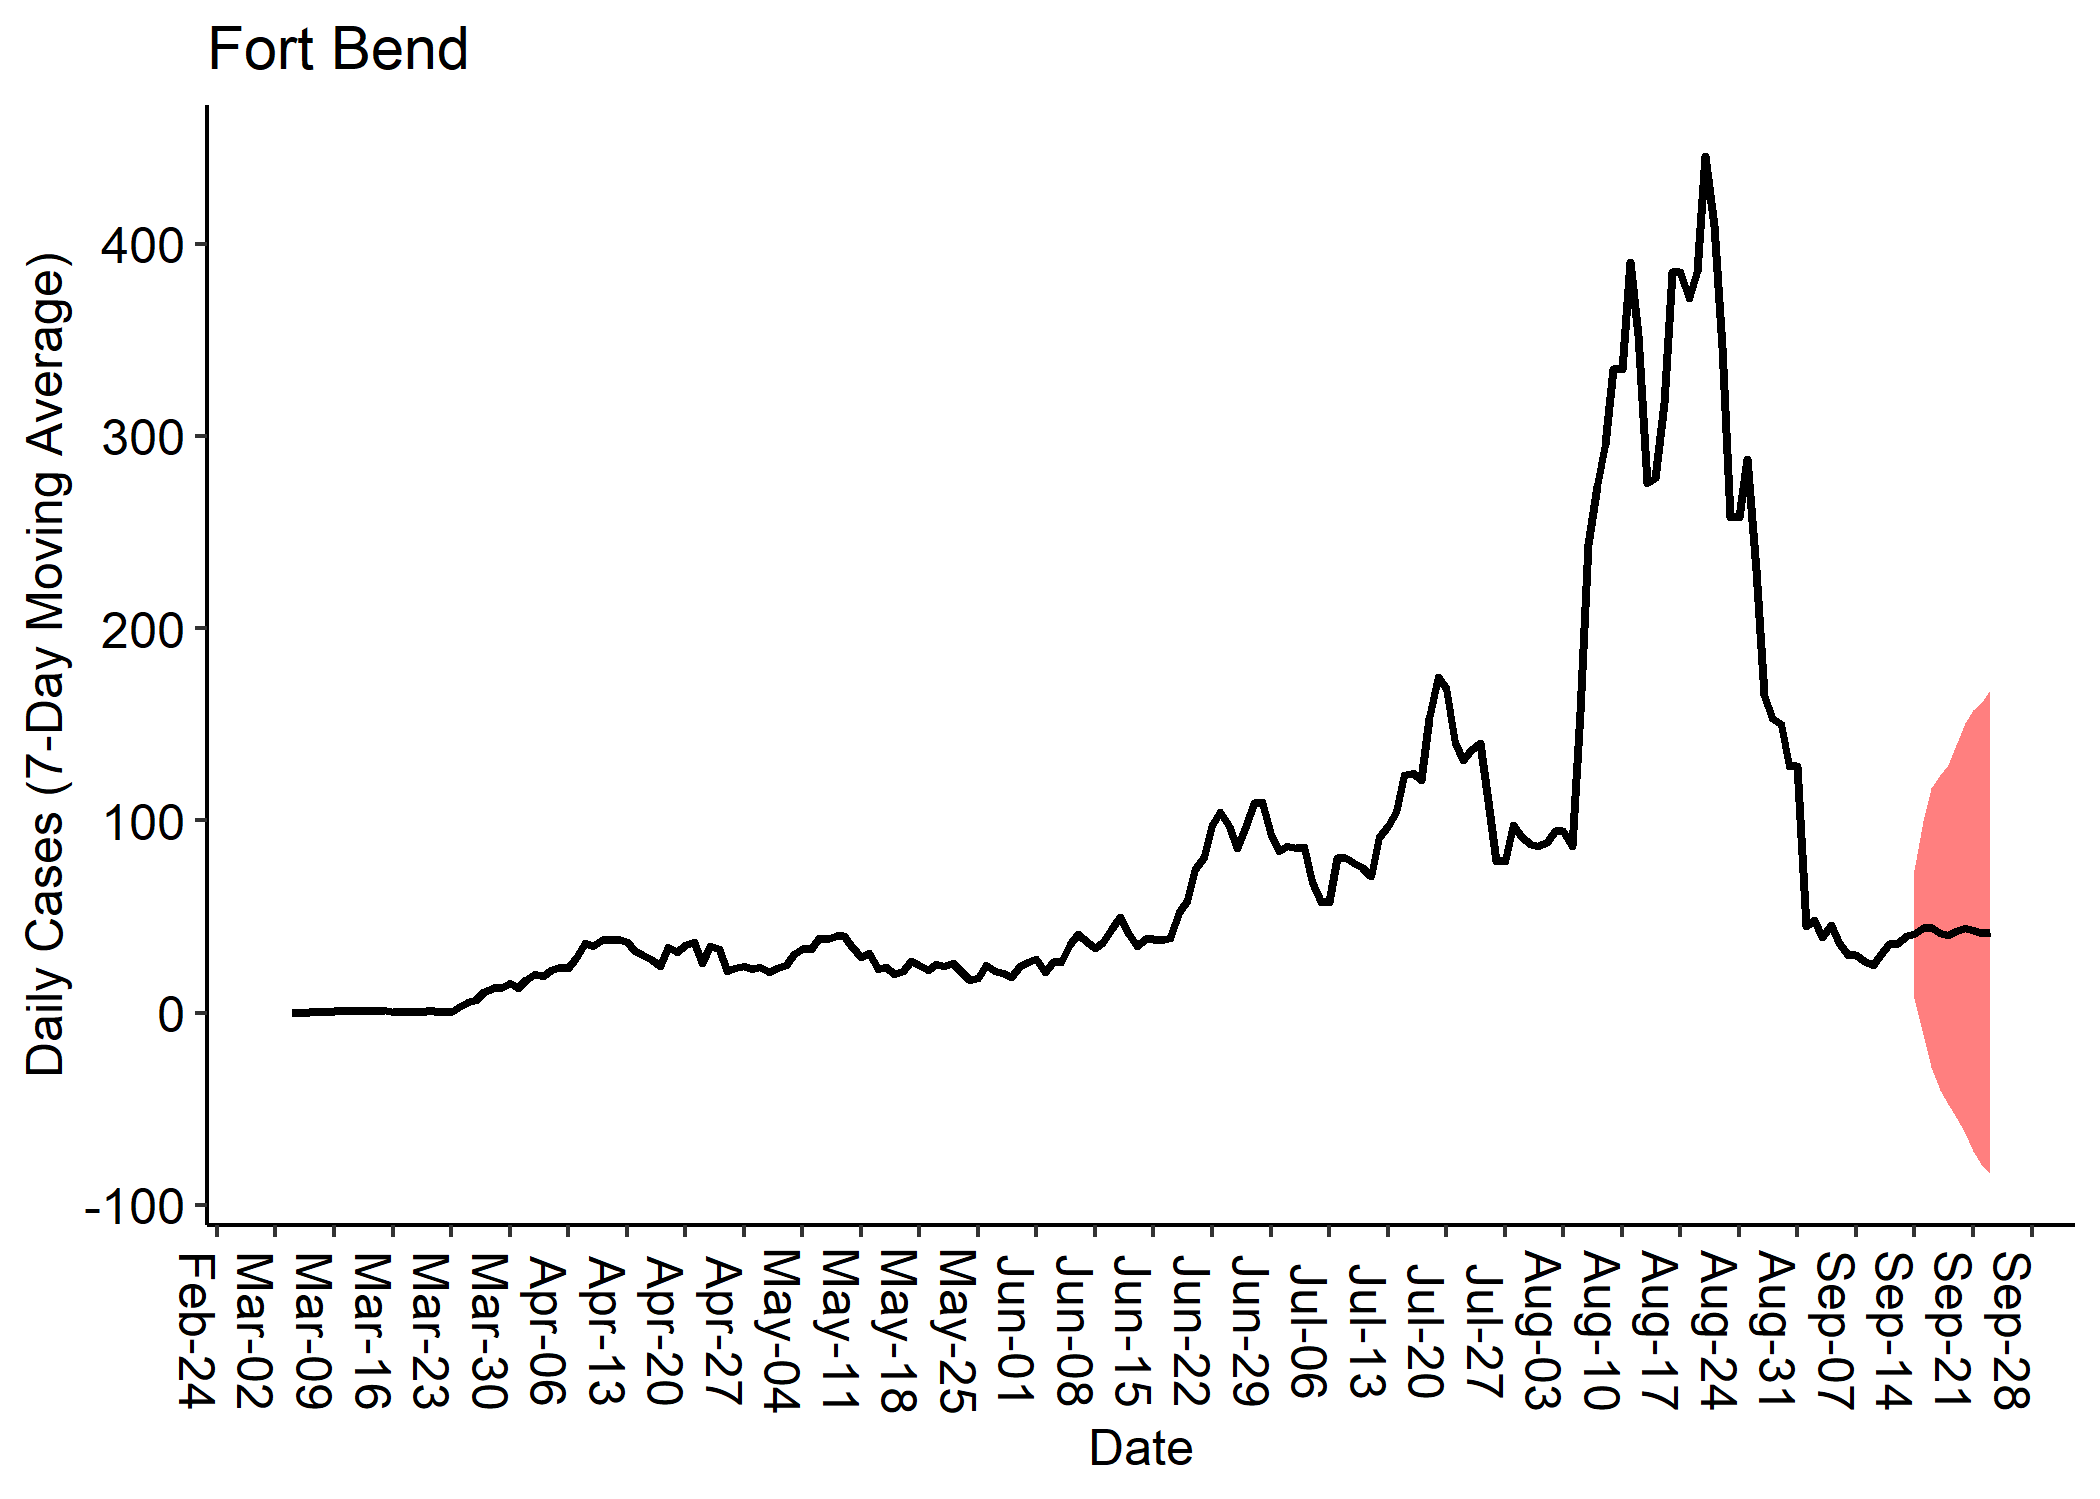 Fort Bend
Daily Cases (7-Day Moving Average)
400
300
200
100
0
-100
Feb-24
Mar-02
Mar-09
Mar-16
Mar-23
Mar-30
Apr-06
Apr-13
Apr-20
Apr-27
May-04
May-11
May-18
May-25
Jun-01
Jun-08
Jun-15
Jun-22
Jun-29
Jul-06
Jul-13
Jul-20
Jul-27
Aug-03
Aug-10
Aug-17
Aug-24
Aug-31
Sep-07
Sep-14
Sep-21
Sep-28
Date